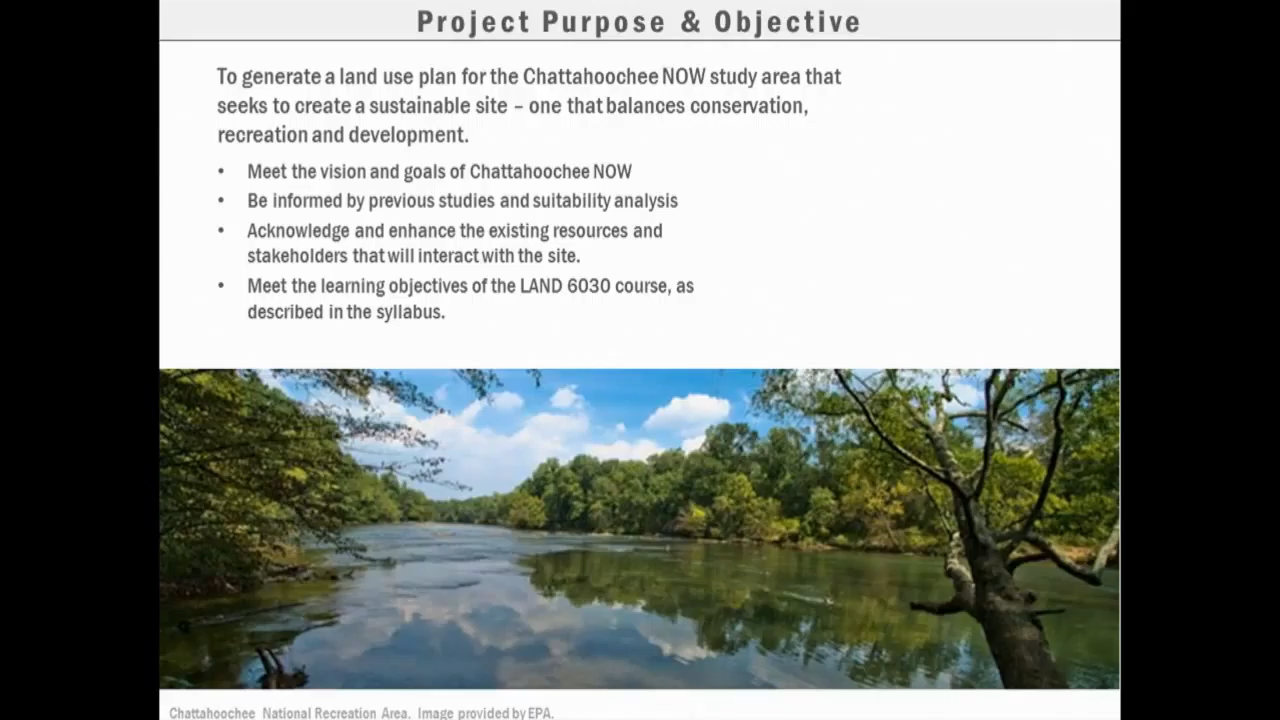 Project Purpose & Objective
To generate a land use plan for the Chattahoochee NOW study area that
seeks to create a sustainable site – one that balances conservation,
recreation and development.
• Meet the vision and goals of Chattahoochee NOW
• Be informed by previous studies and suitability analysis
• Acknowledge and enhance the existing resources and
stakeholders that will interact with the site.
• Meet the learning objectives of the LAND 6030 course, as
described in the syllabus.
Chattahoochee National Recreation Area. Image provided by EPA.